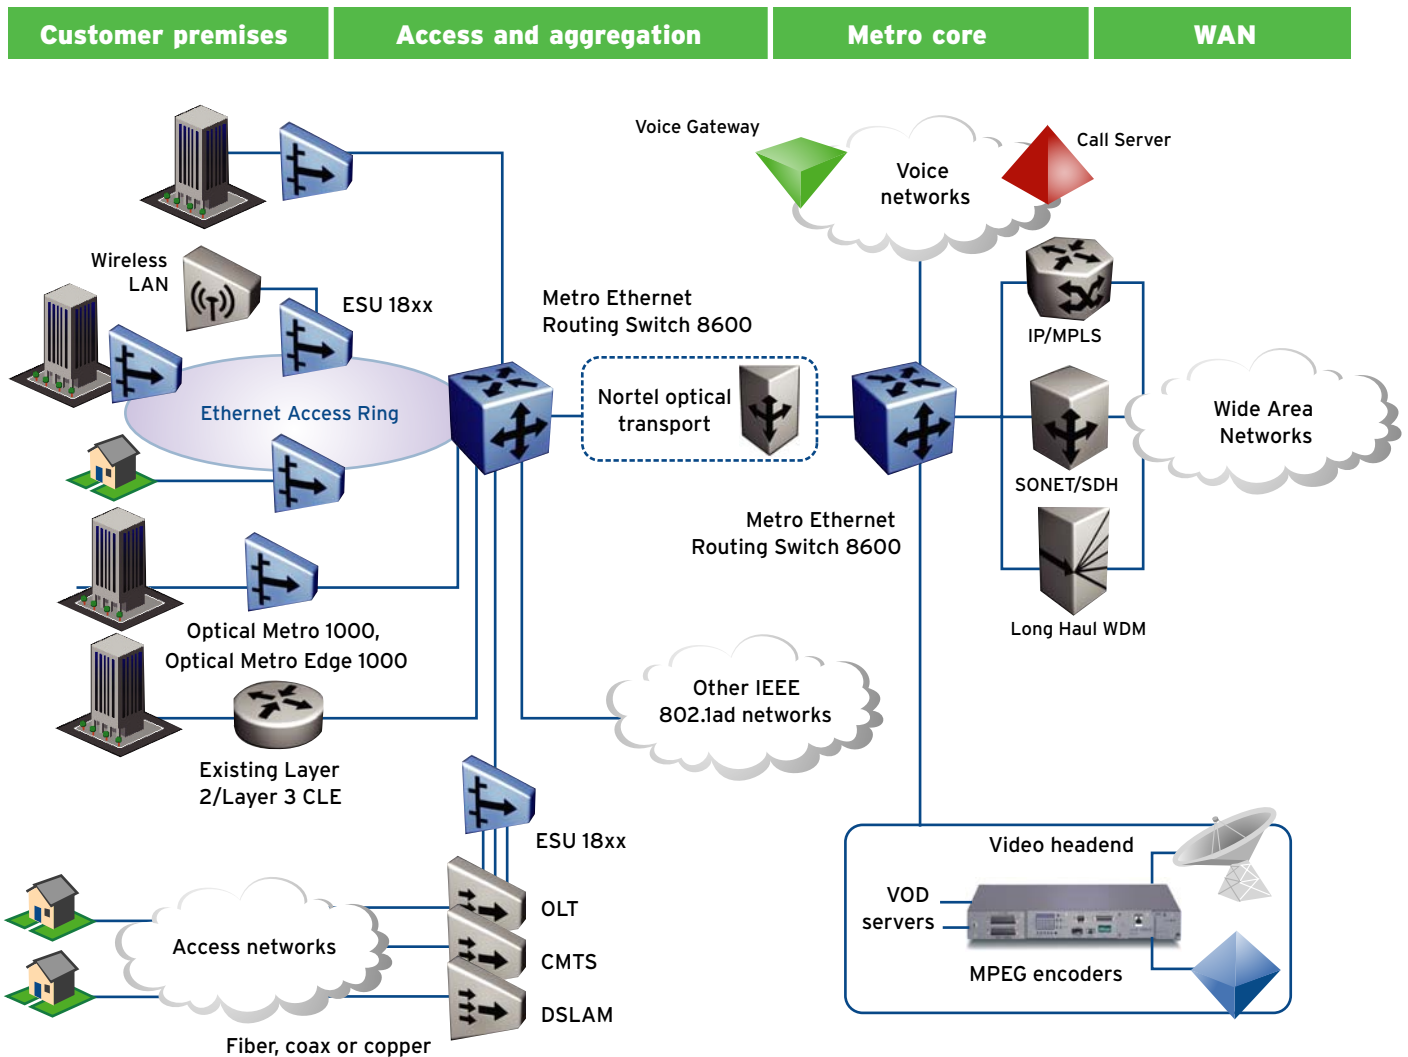 Customer premises
Access and aggregation
Metro core
WAN
Voice Gateway
Call Server
Voice
networks
Wireless
LAN
ESU 18xx
Metro Ethernet
Routing Switch 8600
IP/MPLS
Ethernet Access Ring
Nortel optical
transport
Wide Area
Networks
SONET/SDH
Metro Ethernet
Routing Switch 8600
Optical Metro 1000,
Optical Metro Edge 1000
Long Haul WDM
Other IEEE
802.1ad networks
Existing Layer
2/Layer 3 CLE
ESU 18xx
Video headend
VOD
servers
MPEG encoders
OLT
Access networks
CMTS
DSLAM
Fiber, coax or copper